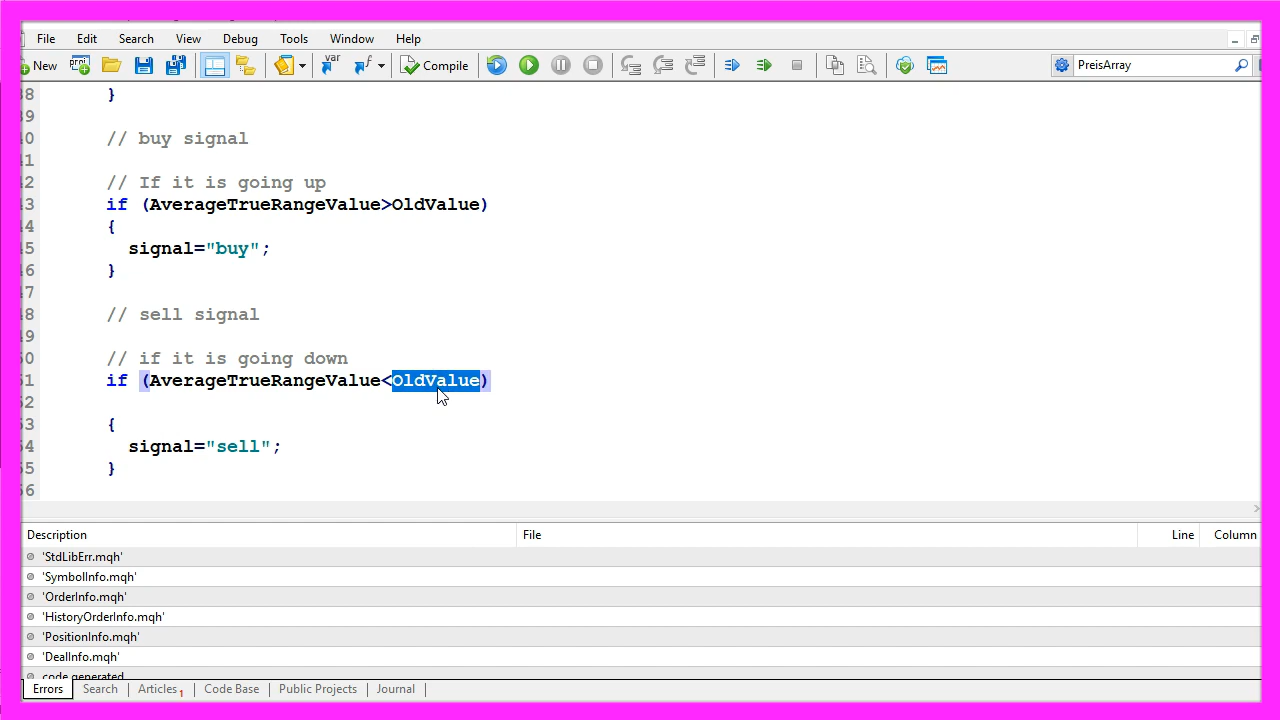 File Edit Search View Debug Tools Window Help
New var Compile PreisArray
38 }
39
40 // buy signal
41
42 // If it is going up
43 if (AverageTrueRangeValue>OldValue)
44 {
45 signal="buy";
46 }
47
48 // sell signal
49
50 // if it is going down
51 if (AverageTrueRangeValue<OldValue)
52
53 {
54 signal="sell";
55 }
56
Description File Line Column
'StdLibErr.mqh'
'SymbolInfo.mqh'
'OrderInfo.mqh'
'HistoryOrderInfo.mqh'
'PositionInfo.mqh'
'DealInfo.mqh'
code generated
Errors Search Articles 1 Code Base Public Projects Journal